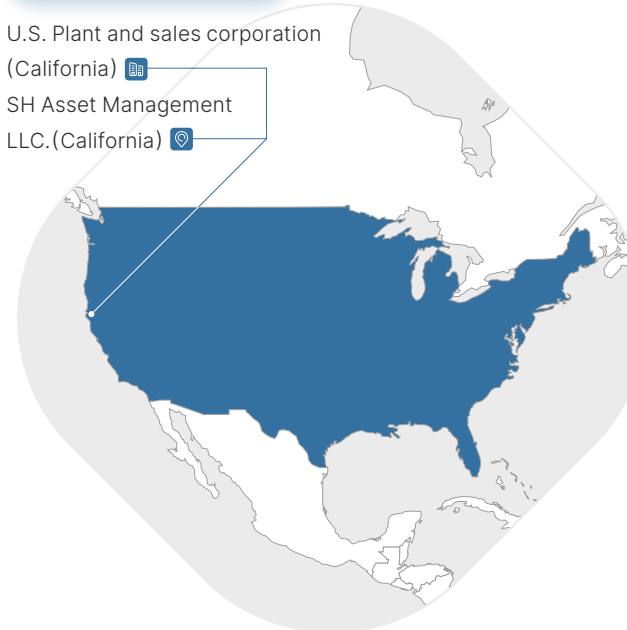 U.S. Plant and sales corporation
(California)
SH Asset Management
LLC.(California)